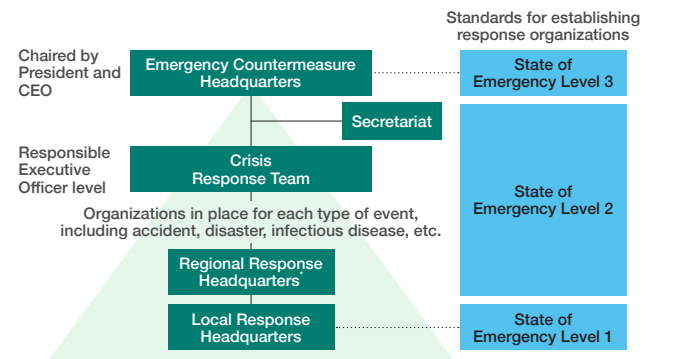 Standards for establishing
response organizations
Chaired by
President and
CEO
Emergency Countermeasure
Headquarters
State of
Emergency Level 3
Secretariat
Responsible
Executive
Officer level
Crisis
Response Team
State of
Emergency Level 2
Organizations in place for each type of event,
including accident, disaster, infectious disease, etc.
Regional Response
Headquarters*
Local Response
Headquarters
State of
Emergency Level 1